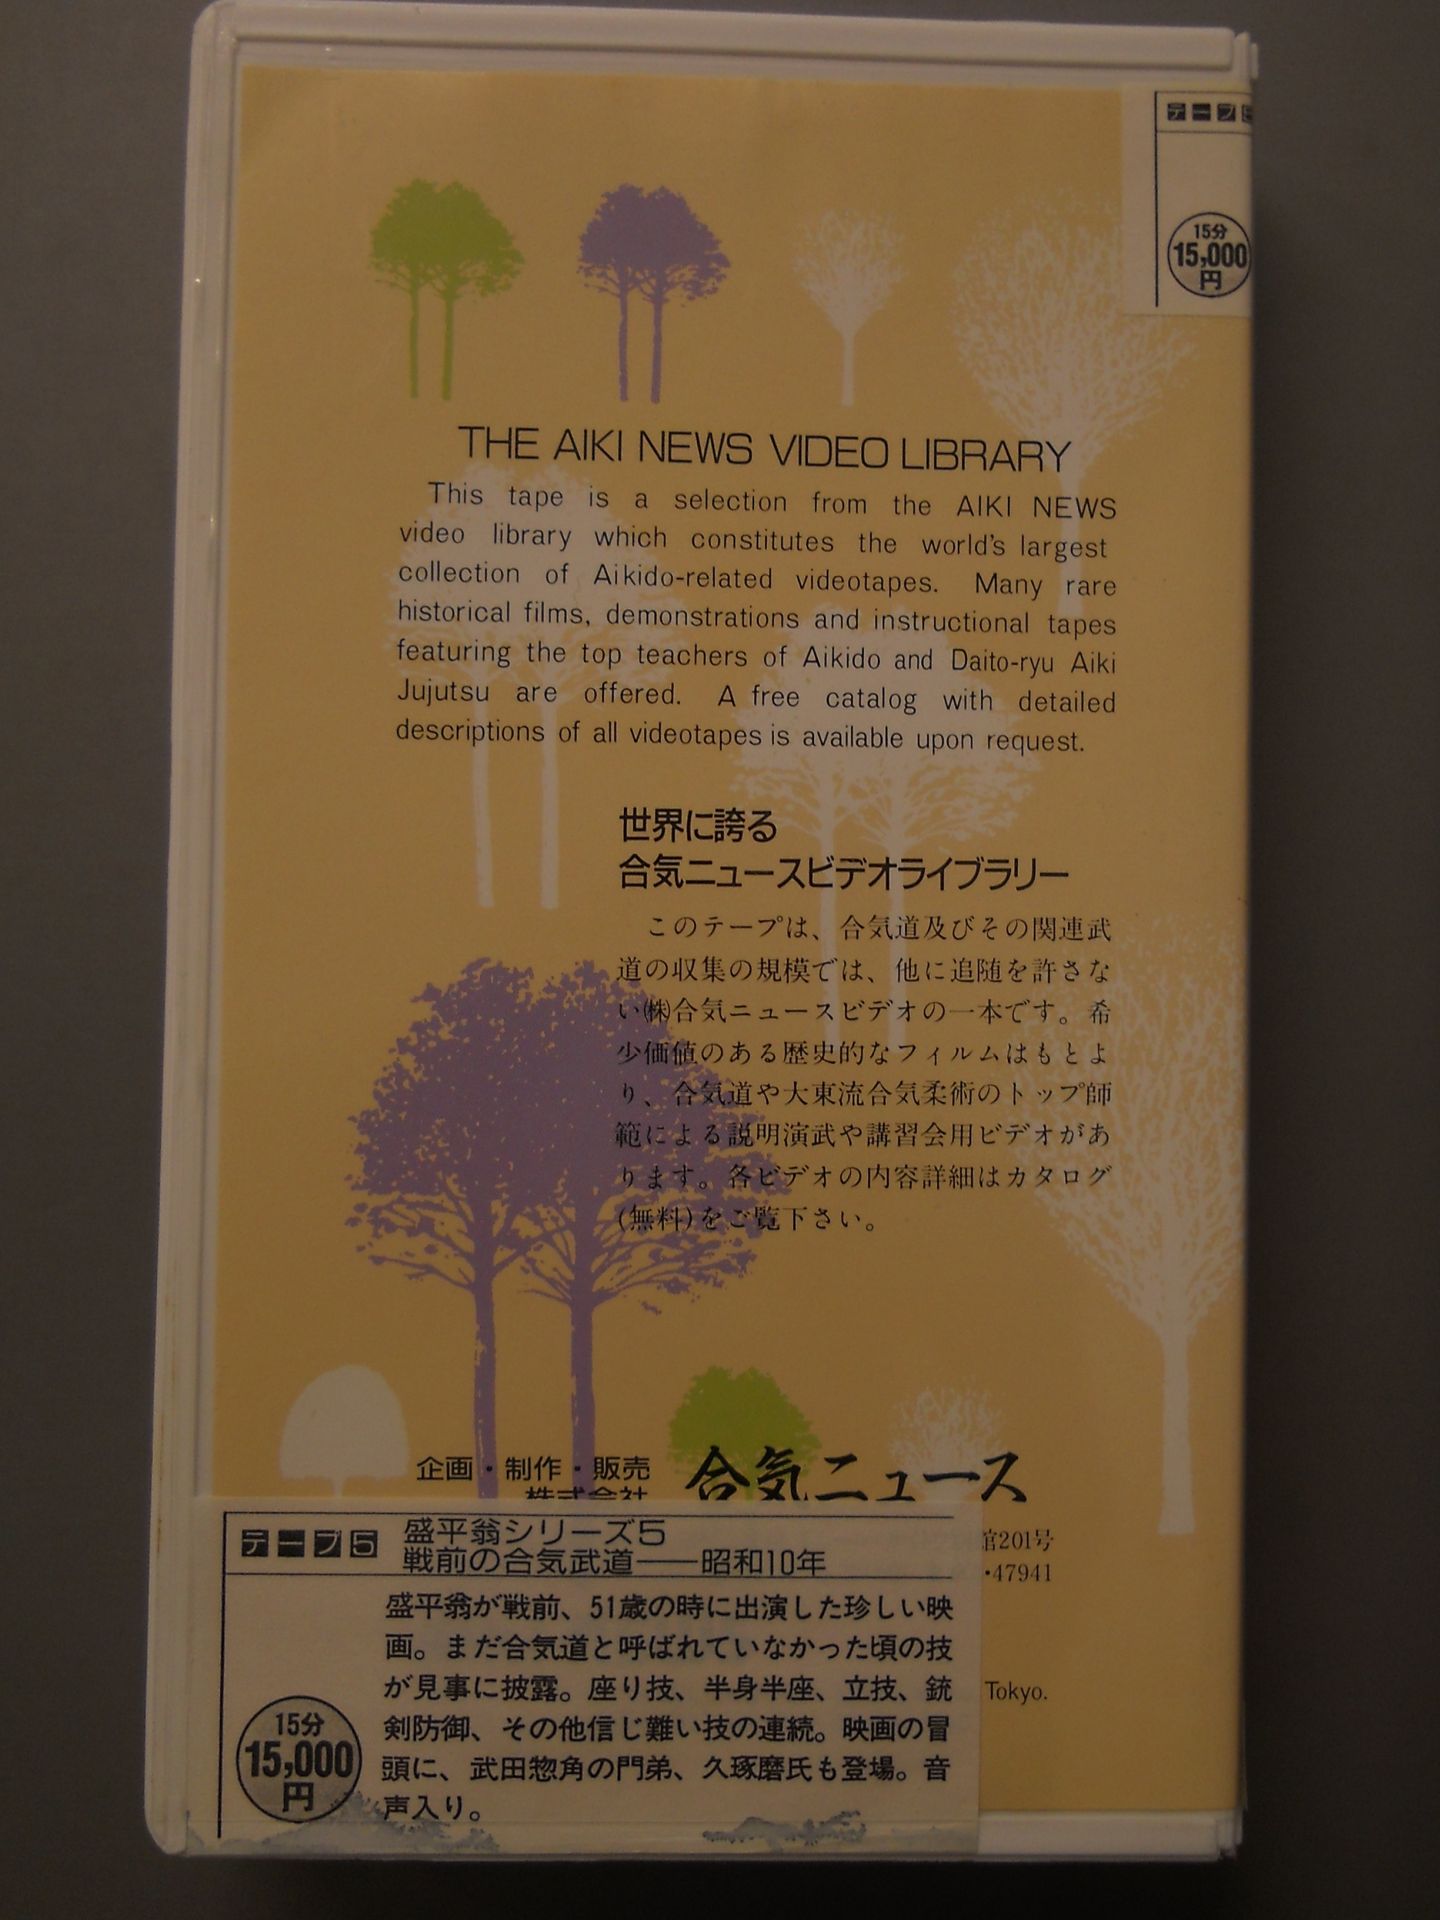 テープ5
15分
15,000
円
THE AIKI NEWS VIDEO LIBRARY
This tape is a selection from the AIKI NEWS
video library which constitutes the world's largest
collection of Aikido-related videotapes. Many rare
historical films, demonstrations and instructional tapes
featuring the top teachers of Aikido and Daito-ryu Aiki
Jujutsu are offered. A free catalog with detailed
descriptions of all videotapes is available upon request.
世界に誇る
合気ニュースビデオライブラリー
このテープは、合気道及びその関連武
道の収集の規模では、他に追随を許さな
い㈱合気ニュースビデオの一本です。希
少価値のある歴史的なフィルムはもとよ
り、合気道や大東流合気柔術のトップ師
範による説明演武や講習会用ビデオがあ
ります。各ビデオの内容詳細はカタログ
(無料)をご覧下さい。
企画・制作・販売
株式会社 合気ニュース
館201号
・47941
Tokyo.
テープ5 盛平翁シリーズ5
戦前の合気武道――昭和10年
盛平翁が戦前、51歳の時に出演した珍しい映
画。まだ合気道と呼ばれていなかった頃の技
が見事に披露。座り技、半身半座、立技、銃
剣防御、その他信じ難い技の連続。映画の冒
頭に、武田惣角の門弟、久琢磨氏も登場。音
声入り。
15分
15,000
円